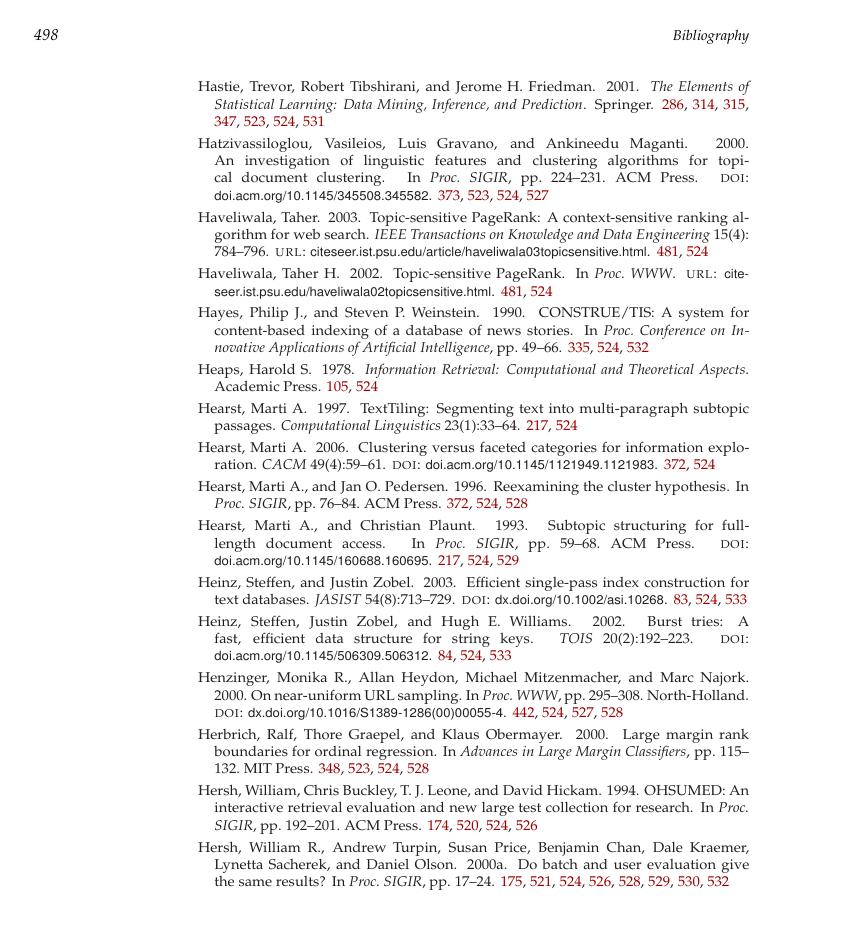 498
Bibliography
Hastie, Trevor, Robert Tibshirani, and Jerome H. Friedman. 2001. The Elements of
Statistical Learning: Data Mining, Inference, and Prediction. Springer. 286, 314, 315,
347, 523, 524, 531
Hatzivassiloglou, Vasileios, Luis Gravano, and Ankineedu Maganti. 2000.
An investigation of linguistic features and clustering algorithms for topi-
cal document clustering. In Proc. SIGIR, pp. 224–231. ACM Press. DOI:
doi.acm.org/10.1145/345508.345582. 373, 523, 524, 527
Haveliwala, Taher. 2003. Topic-sensitive PageRank: A context-sensitive ranking al-
gorithm for web search. IEEE Transactions on Knowledge and Data Engineering 15(4):
784–796. URL: citeseer.ist.psu.edu/article/haveliwala03topicsensitive.html. 481, 524
Haveliwala, Taher H. 2002. Topic-sensitive PageRank. In Proc. WWW. URL: cite-
seer.ist.psu.edu/haveliwala02topicsensitive.html. 481, 524
Hayes, Philip J., and Steven P. Weinstein. 1990. CONSTRUE/TIS: A system for
content-based indexing of a database of news stories. In Proc. Conference on In-
novative Applications of Artificial Intelligence, pp. 49–66. 335, 524, 532
Heaps, Harold S. 1978. Information Retrieval: Computational and Theoretical Aspects.
Academic Press. 105, 524
Hearst, Marti A. 1997. TextTiling: Segmenting text into multi-paragraph subtopic
passages. Computational Linguistics 23(1):33–64. 217, 524
Hearst, Marti A. 2006. Clustering versus faceted categories for information explo-
ration. CACM 49(4):59–61. DOI: doi.acm.org/10.1145/1121949.1121983. 372, 524
Hearst, Marti A., and Jan O. Pedersen. 1996. Reexamining the cluster hypothesis. In
Proc. SIGIR, pp. 76–84. ACM Press. 372, 524, 528
Hearst, Marti A., and Christian Plaunt. 1993. Subtopic structuring for full-
length document access. In Proc. SIGIR, pp. 59–68. ACM Press. DOI:
doi.acm.org/10.1145/160688.160695. 217, 524, 529
Heinz, Steffen, and Justin Zobel. 2003. Efficient single-pass index construction for
text databases. JASIST 54(8):713–729. DOI: dx.doi.org/10.1002/asi.10268. 83, 524, 533
Heinz, Steffen, Justin Zobel, and Hugh E. Williams. 2002. Burst tries: A
fast, efficient data structure for string keys. TOIS 20(2):192–223. DOI:
doi.acm.org/10.1145/506309.506312. 84, 524, 533
Henzinger, Monika R., Allan Heydon, Michael Mitzenmacher, and Marc Najork.
2000. On near-uniform URL sampling. In Proc. WWW, pp. 295–308. North-Holland.
DOI: dx.doi.org/10.1016/S1389-1286(00)00055-4. 442, 524, 527, 528
Herbrich, Ralf, Thore Graepel, and Klaus Obermayer. 2000. Large margin rank
boundaries for ordinal regression. In Advances in Large Margin Classifiers, pp. 115–
132. MIT Press. 348, 523, 524, 528
Hersh, William, Chris Buckley, T. J. Leone, and David Hickam. 1994. OHSUMED: An
interactive retrieval evaluation and new large test collection for research. In Proc.
SIGIR, pp. 192–201. ACM Press. 174, 520, 524, 526
Hersh, William R., Andrew Turpin, Susan Price, Benjamin Chan, Dale Kraemer,
Lynetta Sacherek, and Daniel Olson. 2000a. Do batch and user evaluation give
the same results? In Proc. SIGIR, pp. 17–24. 175, 521, 524, 526, 528, 529, 530, 532